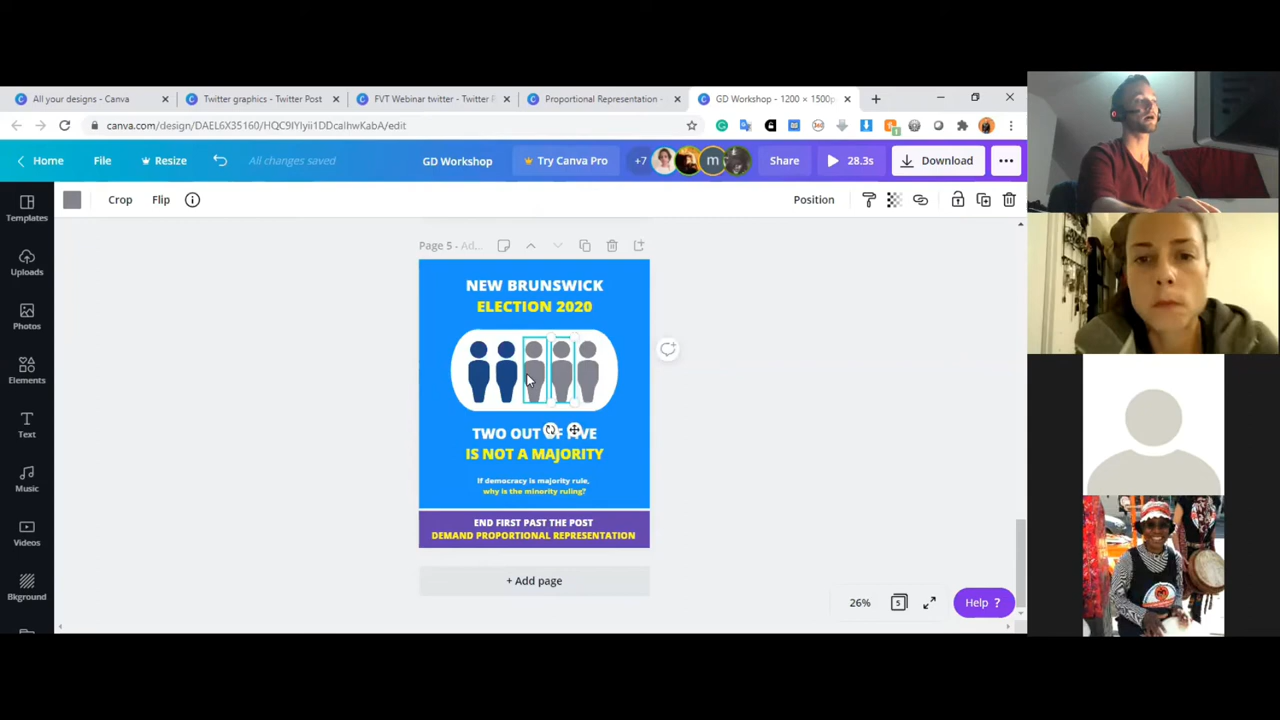 All your designs - Canva
Twitter graphics - Twitter Post
FVT Webinar twitter - Twitter P
Proportional Representation -
GD Workshop - 1200 × 1500p
canva.com/design/DAEL6X35160/HQC9IYlyii1DDcaIhwKabA/edit
Home
File
Resize
All changes saved
GD Workshop
Try Canva Pro
+7
m
Share
28.3s
Download
Crop
Flip
Position
Templates
Uploads
Photos
Elements
Text
Music
Videos
Bkground
Page 5 - Ad...
NEW BRUNSWICK
ELECTION 2020
TWO OUT OF FIVE
IS NOT A MAJORITY
If democracy is majority rule,
why is the minority ruling?
END FIRST PAST THE POST
DEMAND PROPORTIONAL REPRESENTATION
+ Add page
26%
5
Help ?